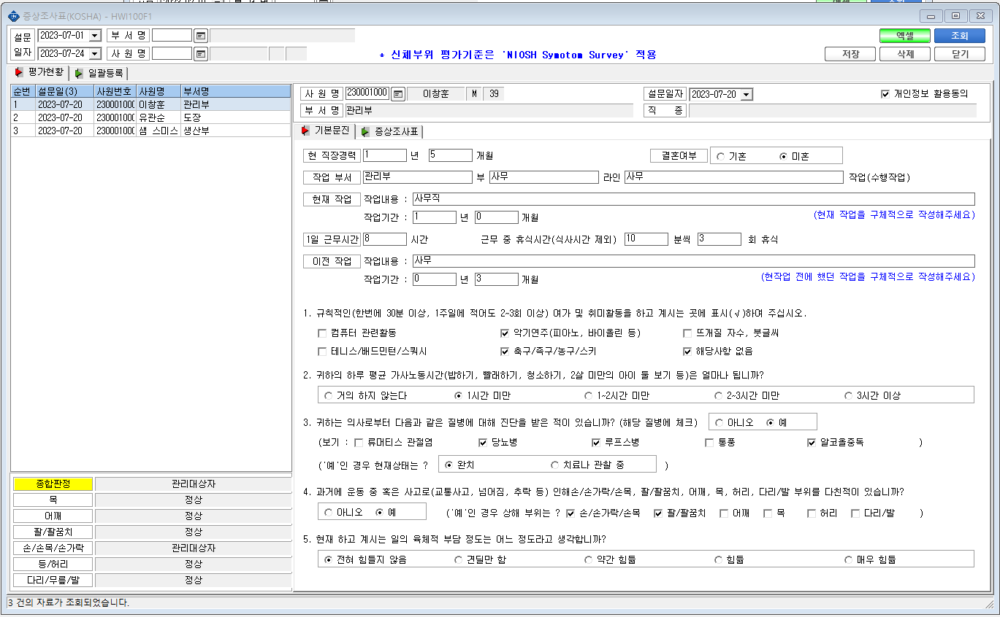 증상조사표(KOSHA) - HWI100F1
설문 2023-07-01 부 서 명 엑셀 조회
일자 2023-07-24 사 원 명 * 신체부위 평가기준은 'NIOSH Symotom Survey' 적용 저장 삭제 닫기
평가현황 일괄등록
순번 설문일(3) 사원번호 사원명 부서명
1 2023-07-20 230001000 이창훈 관리부
2 2023-07-20 230001000 유관순 도장
3 2023-07-20 230001000 샘 스미스 생산부
종합판정 관리대상자
목 정상
어깨 정상
팔/팔꿈치 정상
손/손목/손가락 관리대상자
등/허리 정상
다리/무릎/발 정상
사 원 명 230001000 이창훈 M 39 설문일자 2023-07-20 개인정보 활용동의
부 서 명 관리부 직 종
기본문진 증상조사표
현 직장경력 1 년 5 개월 결혼여부 기혼 미혼
작업 부서 관리부 부 사무 라인 사무 작업(수행작업)
현재 작업 작업내용 : 사무직
작업기간 : 1 년 0 개월 (현재 작업을 구체적으로 작성해주세요)
1일 근무시간 8 시간 근무 중 휴식시간(식사시간 제외) 10 분씩 3 회 휴식
이전 작업 작업내용 : 사무
작업기간 : 0 년 3 개월 (현작업 전에 했던 작업을 구체적으로 작성해주세요)
1. 규칙적인(한번에 30분 이상, 1주일에 적어도 2~3회 이상) 여가 및 취미활동을 하고 계시는 곳에 표시(√)하여 주십시오.
컴퓨터 관련활동 악기연주(피아노, 바이올린 등) 뜨개질 자수, 붓글씨
테니스/배드민턴/스쿼시 축구/족구/농구/스키 해당사항 없음
2. 귀하의 하루 평균 가사노동시간(밥하기, 빨래하기, 청소하기, 2살 미만의 아이 돌 보기 등)은 얼마나 됩니까?
거의 하지 않는다 1시간 미만 1~2시간 미만 2~3시간 미만 3시간 이상
3. 귀하는 의사로부터 다음과 같은 질병에 대해 진단을 받은 적이 있습니까? (해당 질병에 체크) 아니오 예
(보기 : 류머티스 관절염 당뇨병 루프스병 통풍 알코올중독 )
('예'인 경우 현재상태는 ? 완치 치료나 관찰 중 )
4. 과거에 운동 중 혹은 사고로(교통사고, 넘어짐, 추락 등) 인해손/손가락/손목, 팔/팔꿈치, 어깨, 목, 허리, 다리/발 부위를 다친적이 있습니까?
아니오 예 ('예'인 경우 상해 부위는 ? 손/손가락/손목 팔/팔꿈치 어깨 목 허리 다리/발 )
5. 현재 하고 계시는 일의 육체적 부담 정도는 어느 정도라고 생각합니까?
전혀 힘들지 않음 견딜만 함 약간 힘듦 힘듦 매우 힘듦
3 건의 자료가 조회되었습니다.